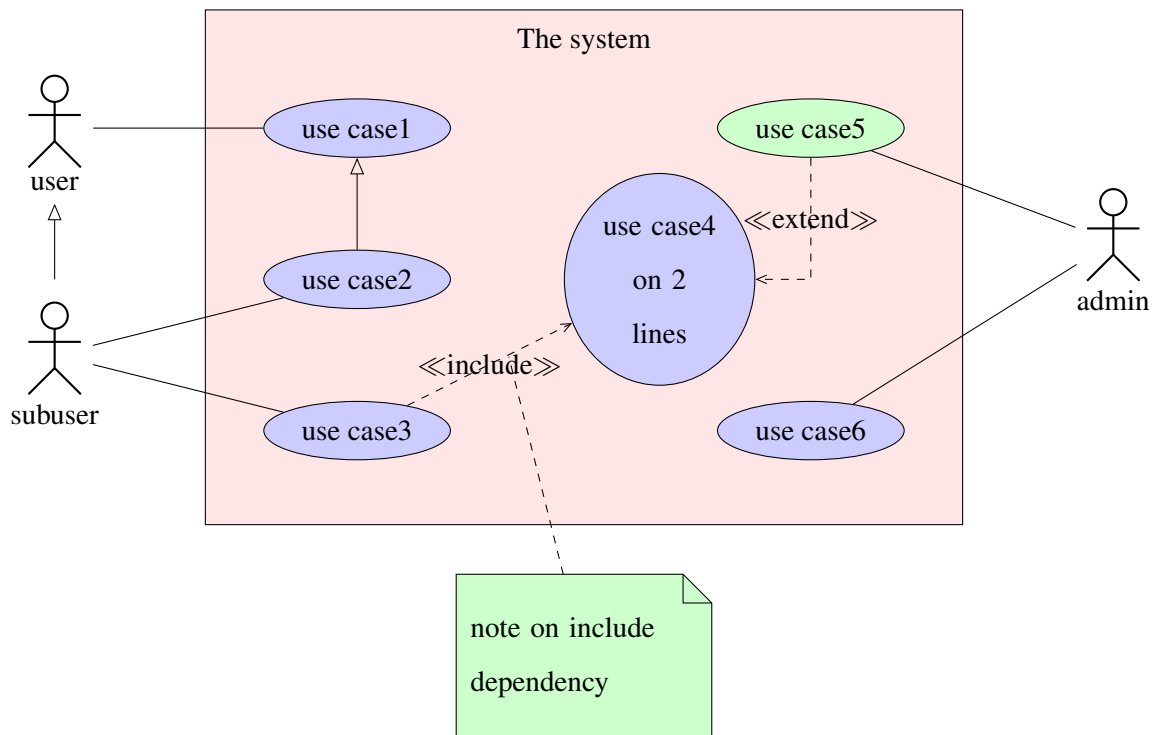 The system
user
use case1
use case5
use case4
on 2
lines
≪extend≫
use case2
subuser
≪include≫
use case3
use case6
admin
note on include
dependency